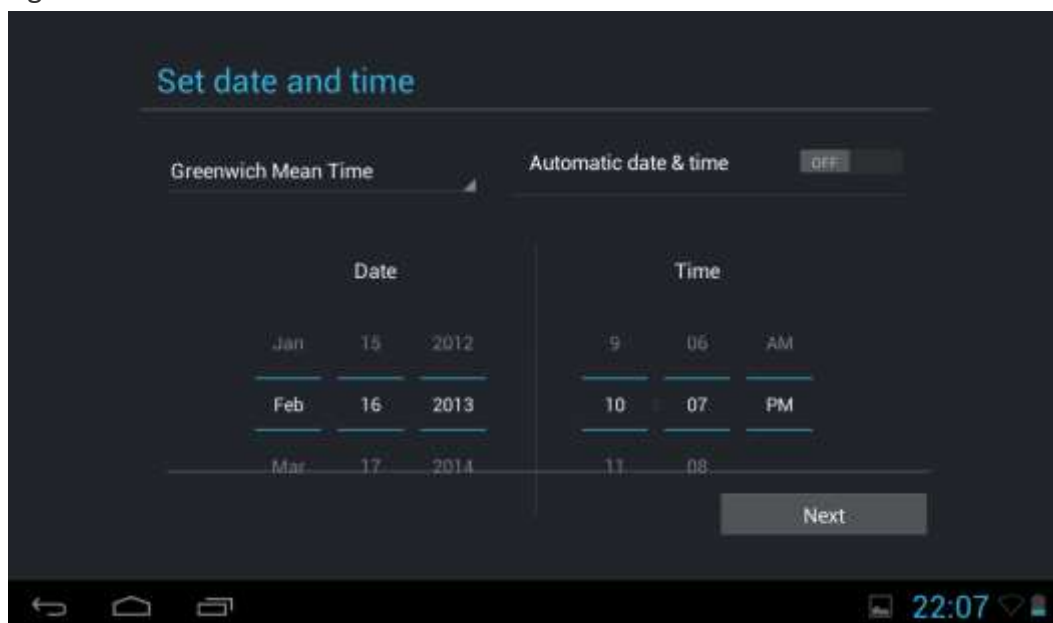 Set date and time
Greenwich Mean Time
Automatic date & time OFF
Date Time
Jan 15 2012 9 06 AM
Feb 16 2013 10 : 07 PM
Mar 17 2014 11 08
Next
22:07